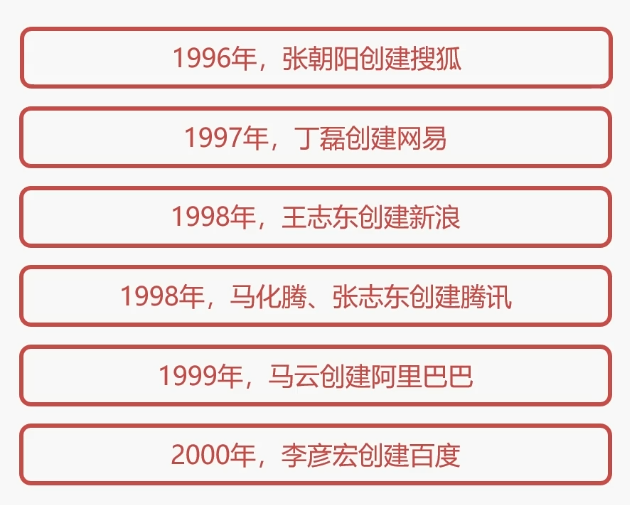 1996年，张朝阳创建搜狐
1997年，丁磊创建网易
1998年，王志东创建新浪
1998年，马化腾、张志东创建腾讯
1999年，马云创建阿里巴巴
2000年，李彦宏创建百度